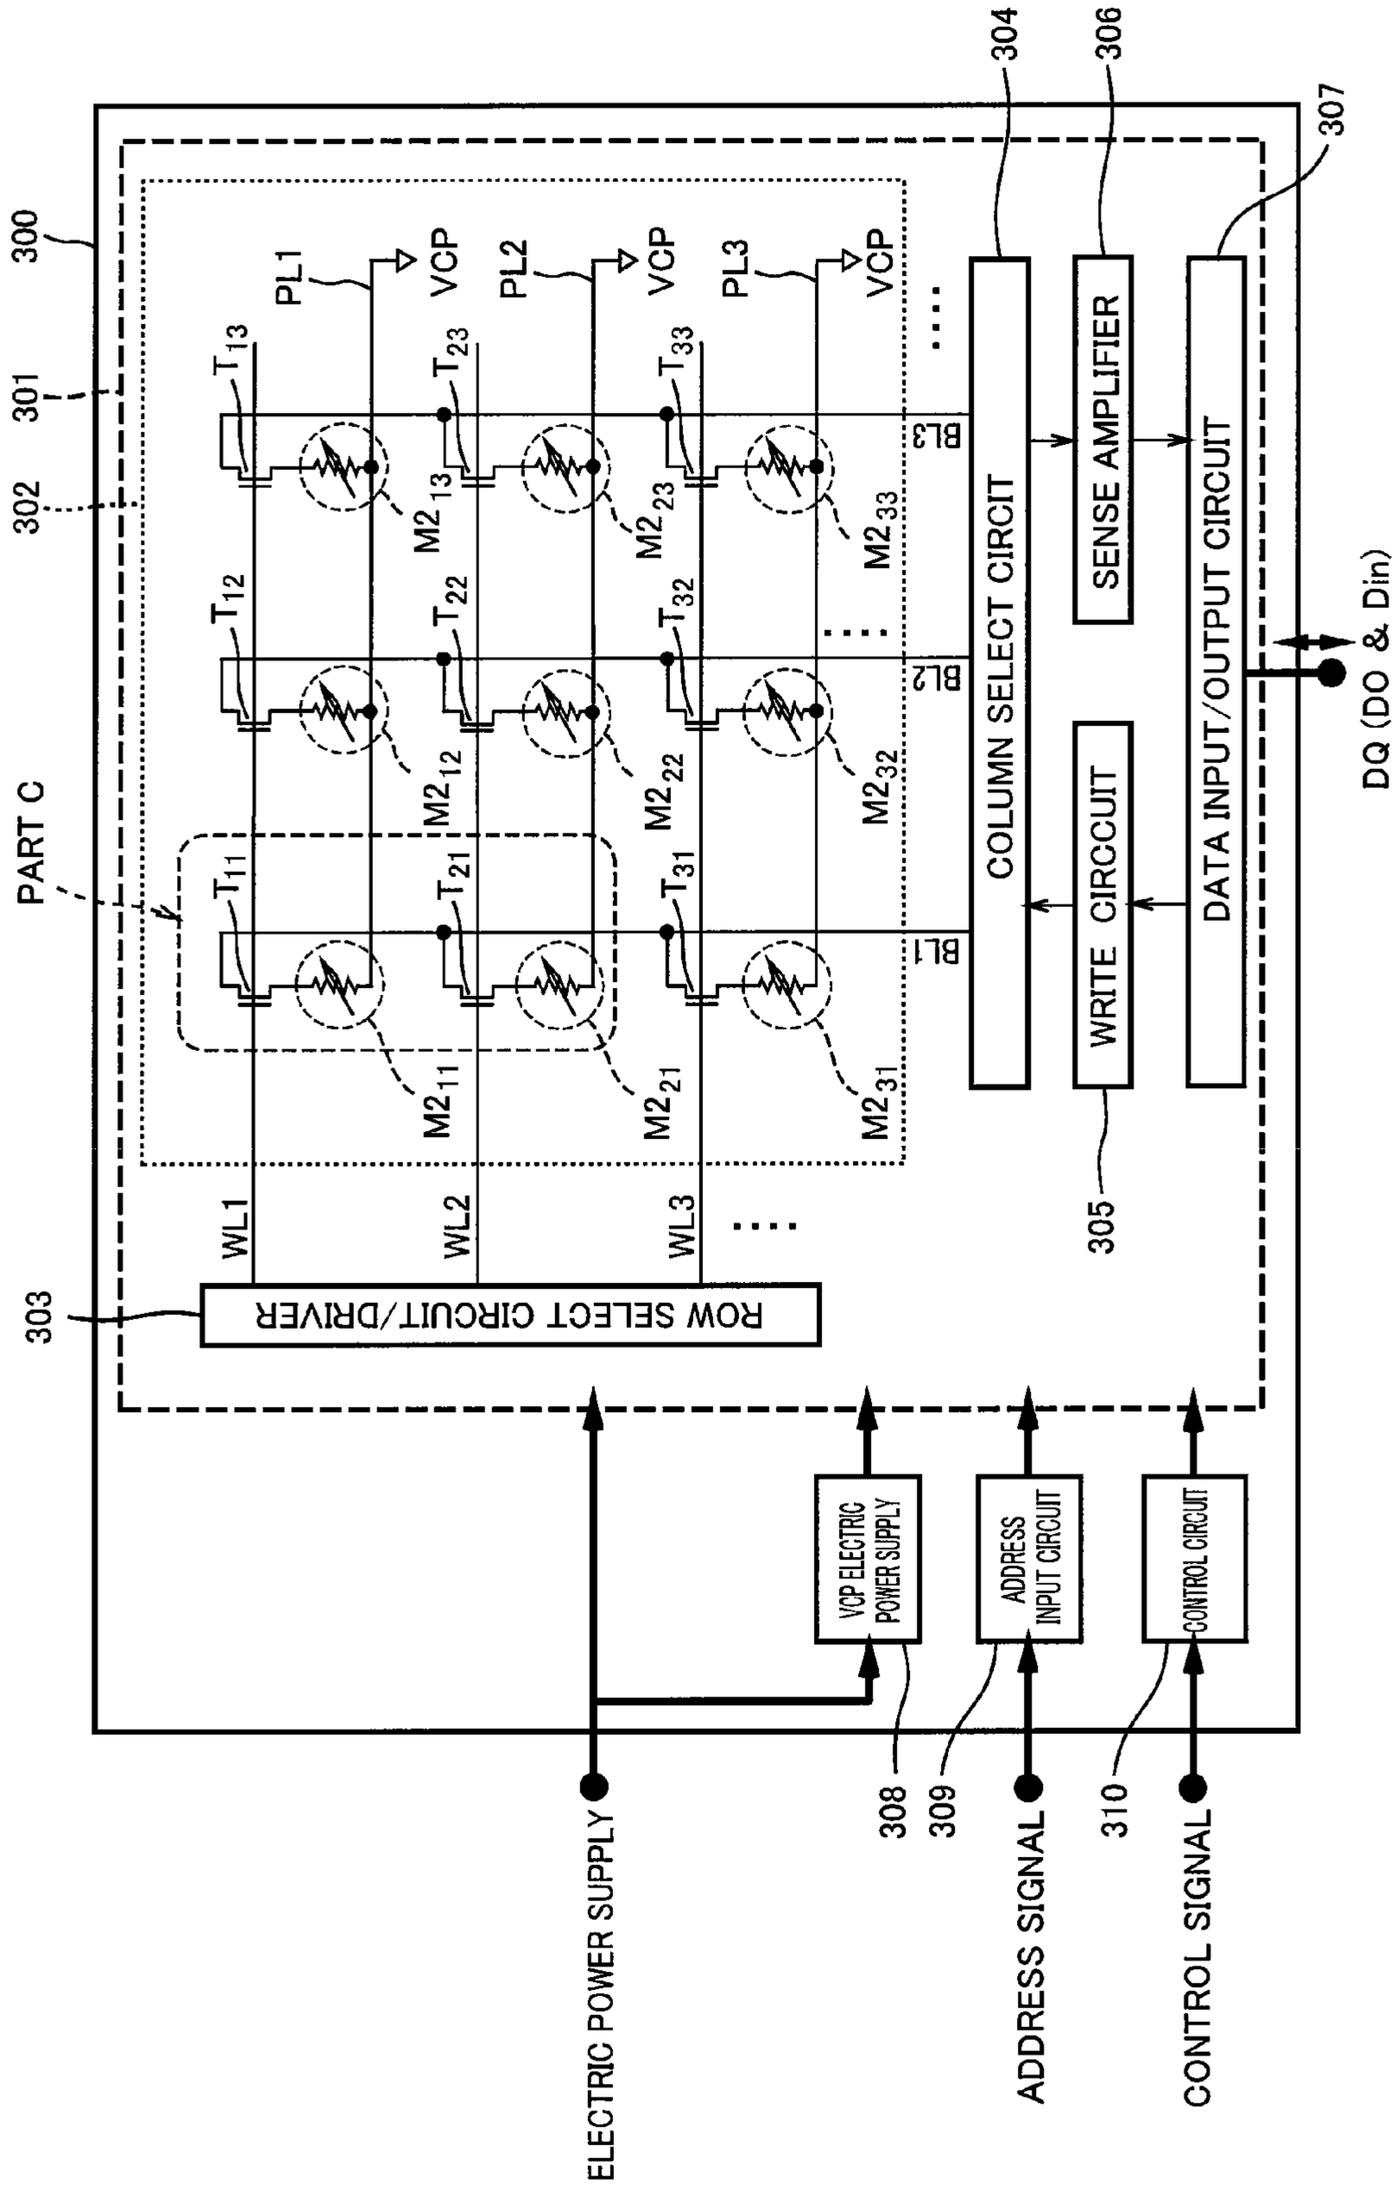 300
301
302
PART C
303
T11
T12
T13
PL1
VCP
M211
M212
M213
WL1
T21
T22
T23
PL2
VCP
M221
M222
M223
WL2
T31
T32
T33
PL3
VCP
M231
M232
M233
WL3
....
....
....
ROW SELECT CIRCUIT/DRIVER
BL1
BL2
BL3
COLUMN SELECT CIRCIT
304
WRITE CIRCCUIT
305
SENSE AMPLIFIER
306
DATA INPUT/OUTPUT CIRCUIT
307
DQ (DO & Din)
ELECTRIC POWER SUPPLY
VCP ELECTRIC
POWER SUPPLY
308
ADDRESS SIGNAL
ADDRESS
INPUT CIRCUIT
309
CONTROL SIGNAL
CONTROL CIRCUIT
310